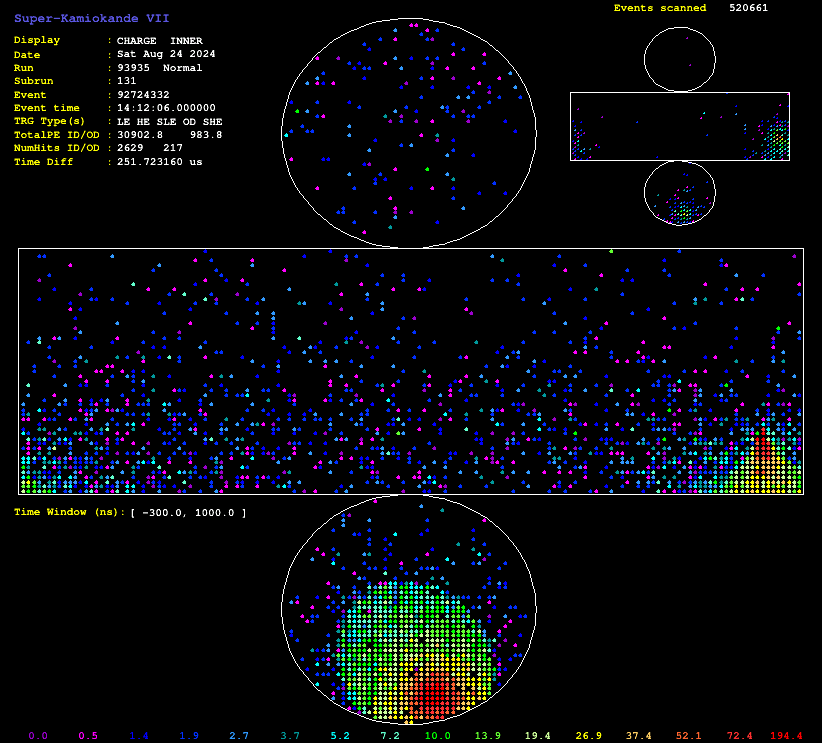 Super-Kamiokande VII
Events scanned 520661
Display : CHARGE INNER
Date : Sat Aug 24 2024
Run : 93935 Normal
Subrun : 131
Event : 92724332
Event time : 14:12:06.000000
TRG Type(s) : LE HE SLE OD SHE
TotalPE ID/OD : 30902.8 983.8
NumHits ID/OD : 2629 217
Time Diff : 251.723160 us
Time Window (ns): [ -300.0, 1000.0 ]
0.0 0.5 1.4 1.9 2.7 3.7 5.2 7.2 10.0 13.9 19.4 26.9 37.4 52.1 72.4 194.4